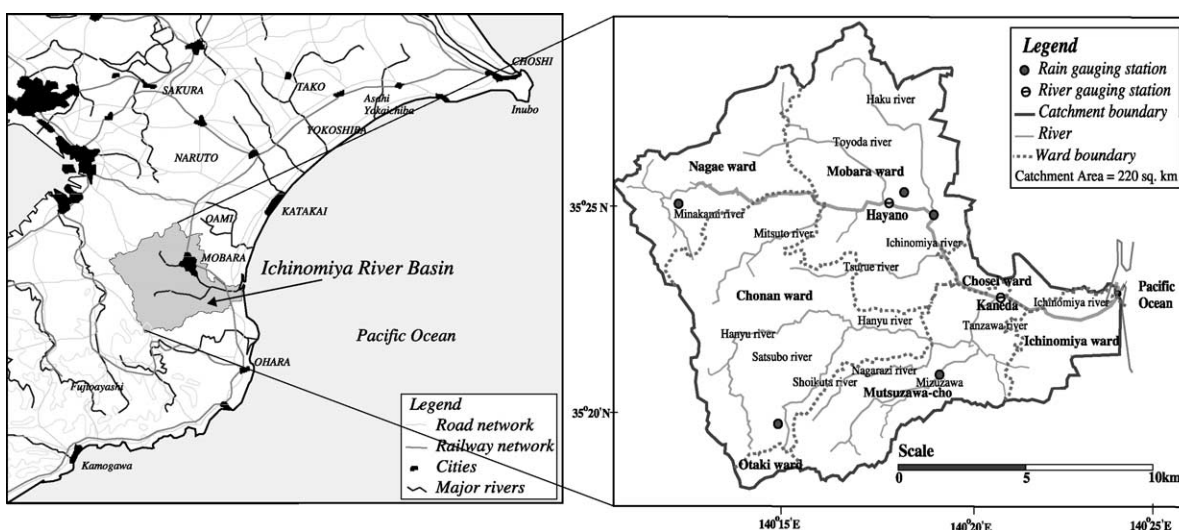 CHOSHI
TAKO
SAKURA
Asahi
Yokaichiba
Inubo
YOKOSHIBA
NARUTO
KATAKAI
OAMI
MOBARA
Ichinomiya River Basin
Pacific Ocean
OHARA
Kamogawa
Legend
Road network
Railway network
Cities
Major rivers
Legend
Rain gauging station
River gauging station
Catchment boundary
River
Ward boundary
Catchment Area = 220 sq. km
Haku river
Toyoda river
Nagae ward
Mobara ward
35°25 N
Minakami river
Hayano
Mitsuto river
Ichinomiya river
Tsurue river
Chosei ward
Chonan ward
Kaneda
Ichinomiya river
Pacific
Ocean
Hanyu river
Hanyu river
Tanzawa river
Ichinomiya ward
Satsubo river
Nagarazi river
Shoikuta river
Mizuzawa
Mutsuzawa-cho
35°20 N
Otaki ward
Scale
0
5
10km
140°15'E
140°20'E
140°25'E